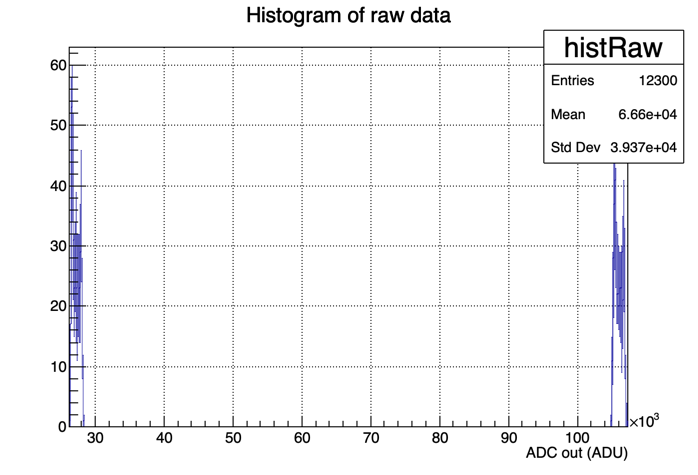 Histogram of raw data
histRaw
Entries 12300
Mean 6.66e+04
Std Dev 3.937e+04
60
50
40
30
20
10
0
30 40 50 60 70 80 90 100
×10³
ADC out (ADU)